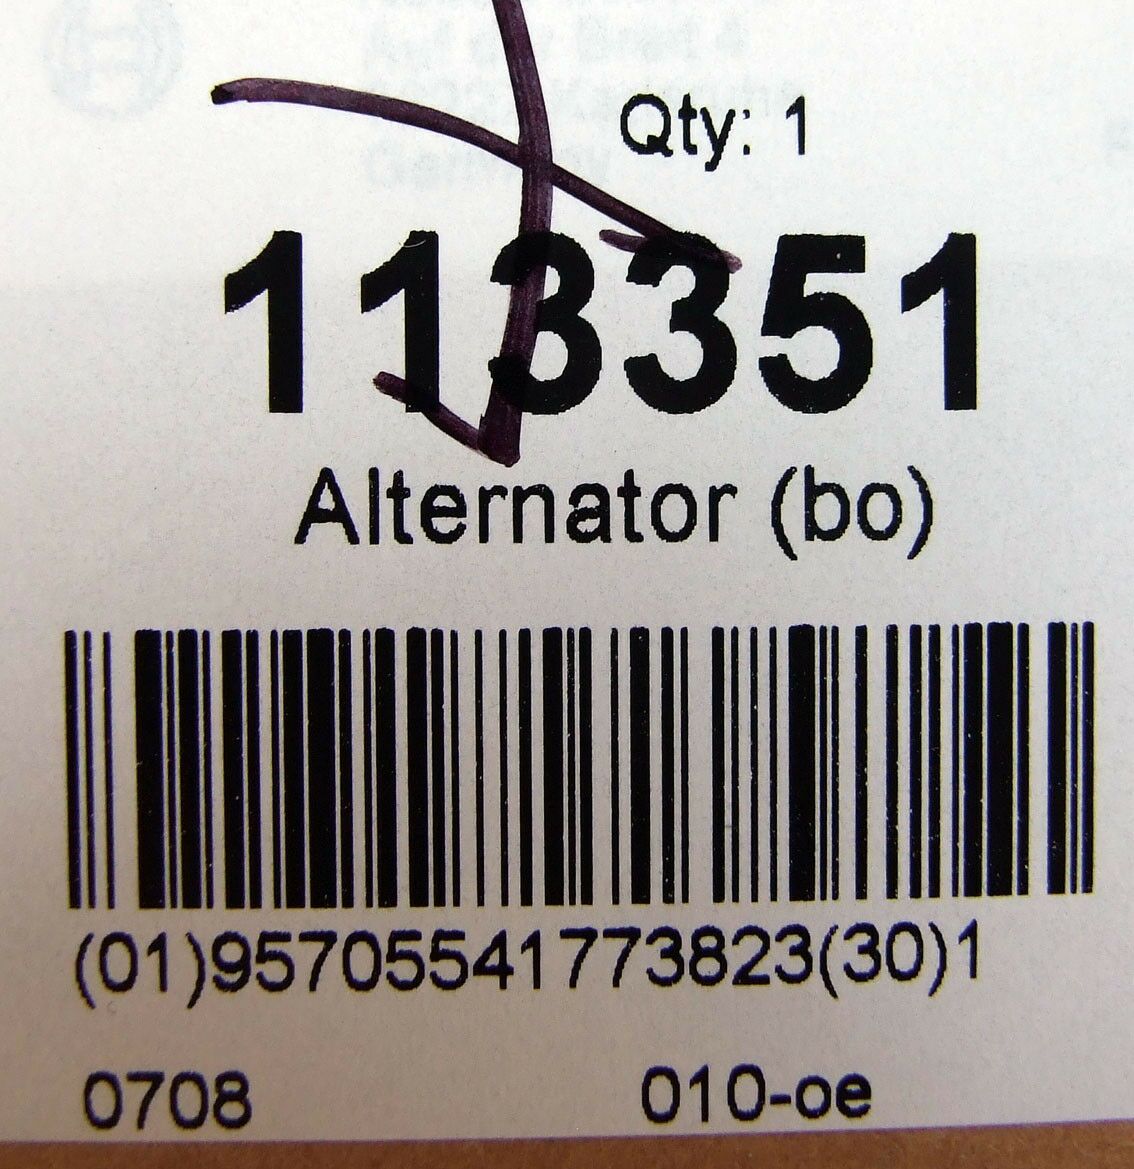 Qty: 1
113351
Alternator (bo)
(01)95705541773823(30)1
0708 010-oe